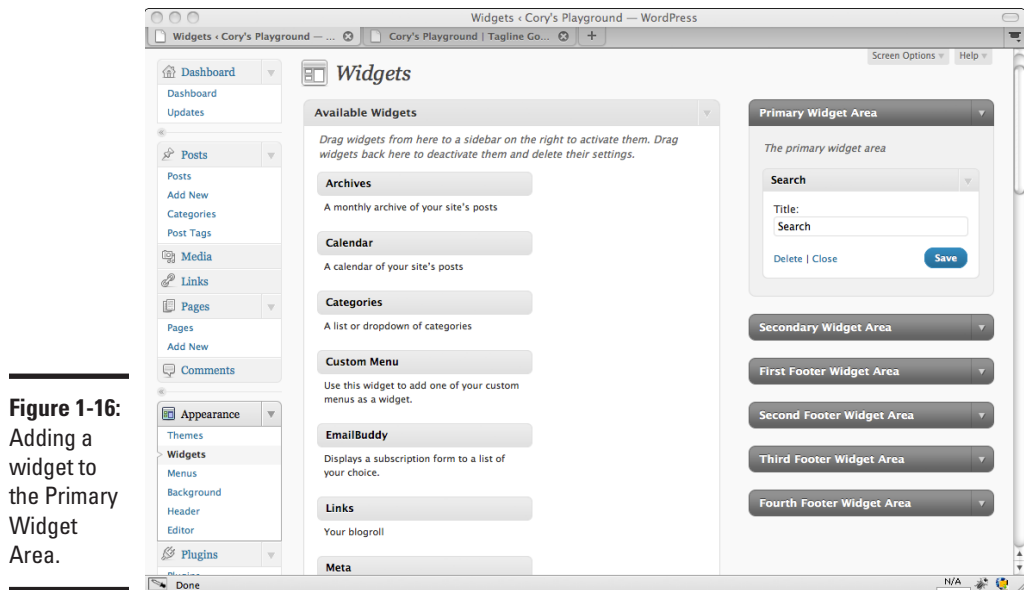 Widgets ‹ Cory's Playground — WordPress
Widgets ‹ Cory's Playground — ...
Cory's Playground | Tagline Go...
+
Screen Options
Help
Dashboard
Dashboard
Updates
Posts
Posts
Add New
Categories
Post Tags
Media
Links
Pages
Pages
Add New
Comments
Appearance
Themes
Widgets
Menus
Background
Header
Editor
Plugins
Widgets
Available Widgets
Drag widgets from here to a sidebar on the right to activate them. Drag
widgets back here to deactivate them and delete their settings.
Archives
A monthly archive of your site's posts
Calendar
A calendar of your site's posts
Categories
A list or dropdown of categories
Custom Menu
Use this widget to add one of your custom
menus as a widget.
EmailBuddy
Displays a subscription form to a list of
your choice.
Links
Your blogroll
Meta
Primary Widget Area
The primary widget area
Search
Title:
Search
Delete | Close
Save
Secondary Widget Area
First Footer Widget Area
Second Footer Widget Area
Third Footer Widget Area
Fourth Footer Widget Area
Done
N/A
Figure 1-16:
Adding a
widget to
the Primary
Widget
Area.